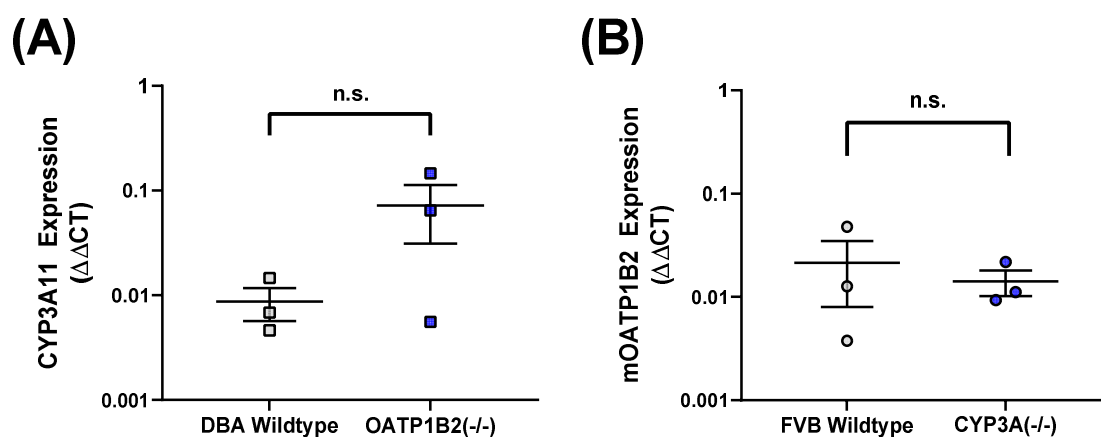 (A)
CYP3A11 Expression
(ΔΔCT)
1
0.1
0.01
0.001
n.s.
DBA Wildtype
OATP1B2(-/-)
(B)
mOATP1B2 Expression
(ΔΔCT)
1
0.1
0.01
0.001
n.s.
FVB Wildtype
CYP3A(-/-)